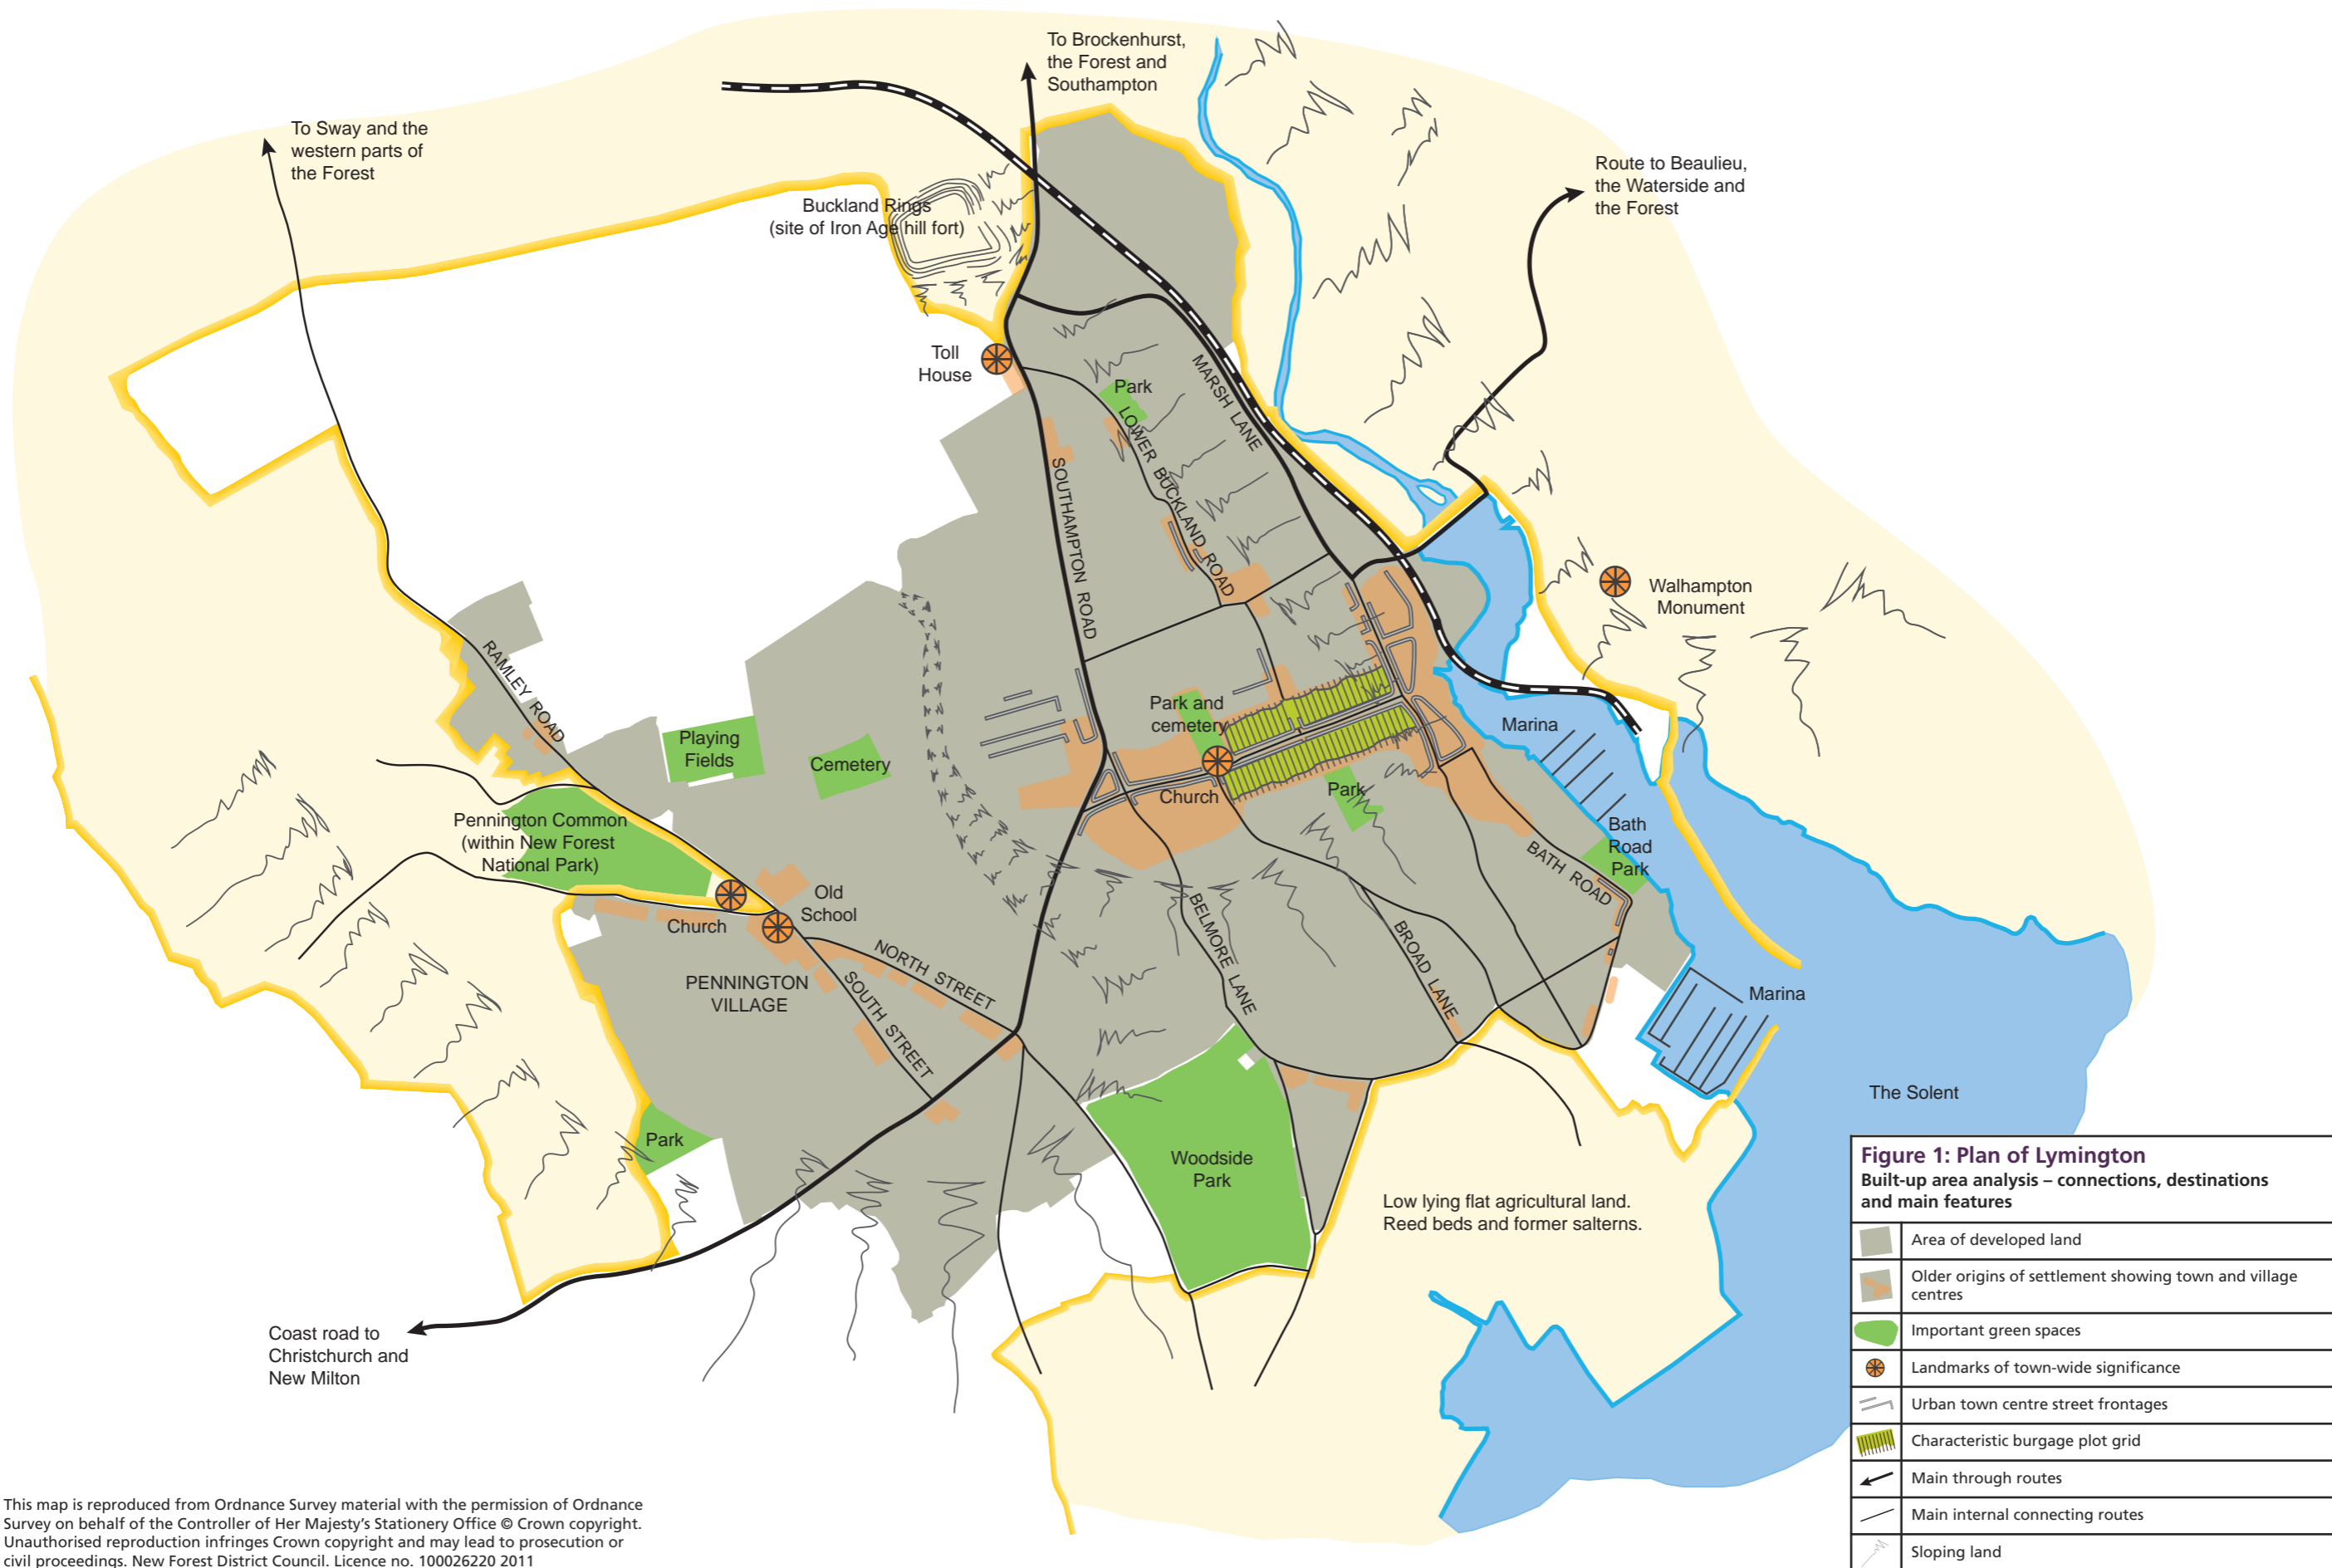 To Brockenhurst,
the Forest and
Southampton
To Sway and the
western parts of
the Forest
Route to Beaulieu,
the Waterside and
the Forest
Buckland Rings
(site of Iron Age hill fort)
Toll
House
Park
MARSH LANE
LOWER BUCKLAND ROAD
SOUTHAMPTON ROAD
Walhampton
Monument
RAMLEY ROAD
Park and
cemetery
Marina
Playing
Fields
Cemetery
Church
Park
Pennington Common
(within New Forest
National Park)
Bath
Road
Park
BATH ROAD
Old
School
Church
BELMORE LANE
BROAD LANE
NORTH STREET
PENNINGTON
VILLAGE
SOUTH STREET
Marina
The Solent
Park
Woodside
Park
Low lying flat agricultural land.
Reed beds and former salterns.
Coast road to
Christchurch and
New Milton
Figure 1: Plan of Lymington
Built-up area analysis – connections, destinations
and main features
Area of developed land
Older origins of settlement showing town and village
centres
Important green spaces
Landmarks of town-wide significance
Urban town centre street frontages
Characteristic burgage plot grid
Main through routes
Main internal connecting routes
Sloping land
This map is reproduced from Ordnance Survey material with the permission of Ordnance
Survey on behalf of the Controller of Her Majesty's Stationery Office © Crown copyright.
Unauthorised reproduction infringes Crown copyright and may lead to prosecution or
civil proceedings. New Forest District Council. Licence no. 100026220 2011